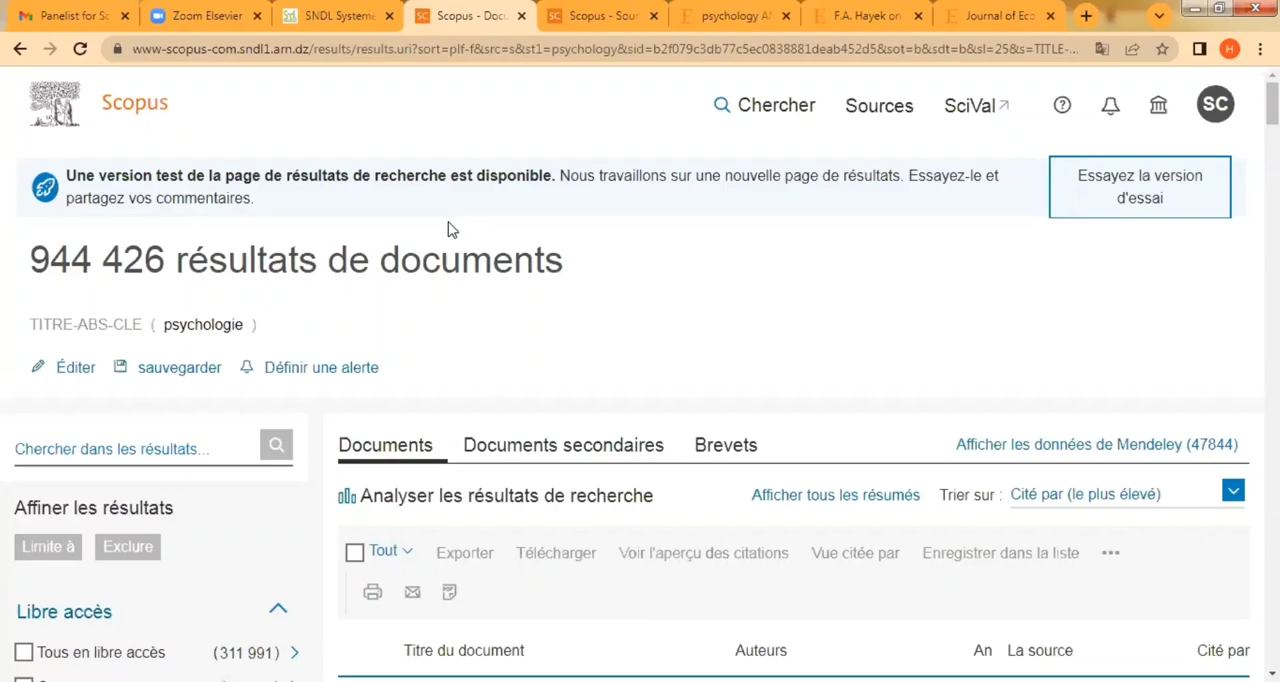 Panelist for Sc
Zoom Elsevier
SNDL Système
Scopus - Docu
Scopus - Sour
psychology A
F.A. Hayek on
Journal of Eco
www-scopus-com.sndl1.arn.dz/results/results.uri?sort=plf-f&src=s&st1=psychology&sid=b2f079c3db77c5ec0838881deab452d5&sot=b&sdt=b&sl=25&s=TITLE-...
H
Scopus
Chercher
Sources
SciVal
SC
Une version test de la page de résultats de recherche est disponible. Nous travaillons sur une nouvelle page de résultats. Essayez-le et
partagez vos commentaires.
Essayez la version
d'essai
944 426 résultats de documents
TITRE-ABS-CLE ( psychologie )
Éditer
sauvegarder
Définir une alerte
Chercher dans les résultats...
Documents
Documents secondaires
Brevets
Afficher les données de Mendeley (47844)
Analyser les résultats de recherche
Afficher tous les résumés
Trier sur :
Cité par (le plus élevé)
Affiner les résultats
Limite à
Exclure
Tout
Exporter
Télécharger
Voir l'aperçu des citations
Vue citée par
Enregistrer dans la liste
Libre accès
Tous en libre accès
(311 991)
Titre du document
Auteurs
An
La source
Cité par